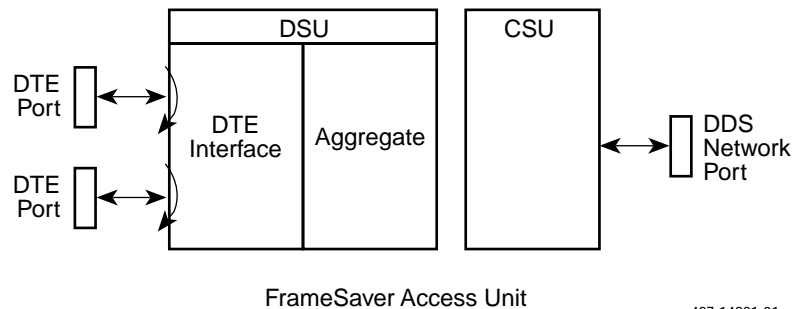 DSU
CSU
DTE
Port
DTE
Interface
Aggregate
DDS
Network
Port
DTE
Port
FrameSaver Access Unit